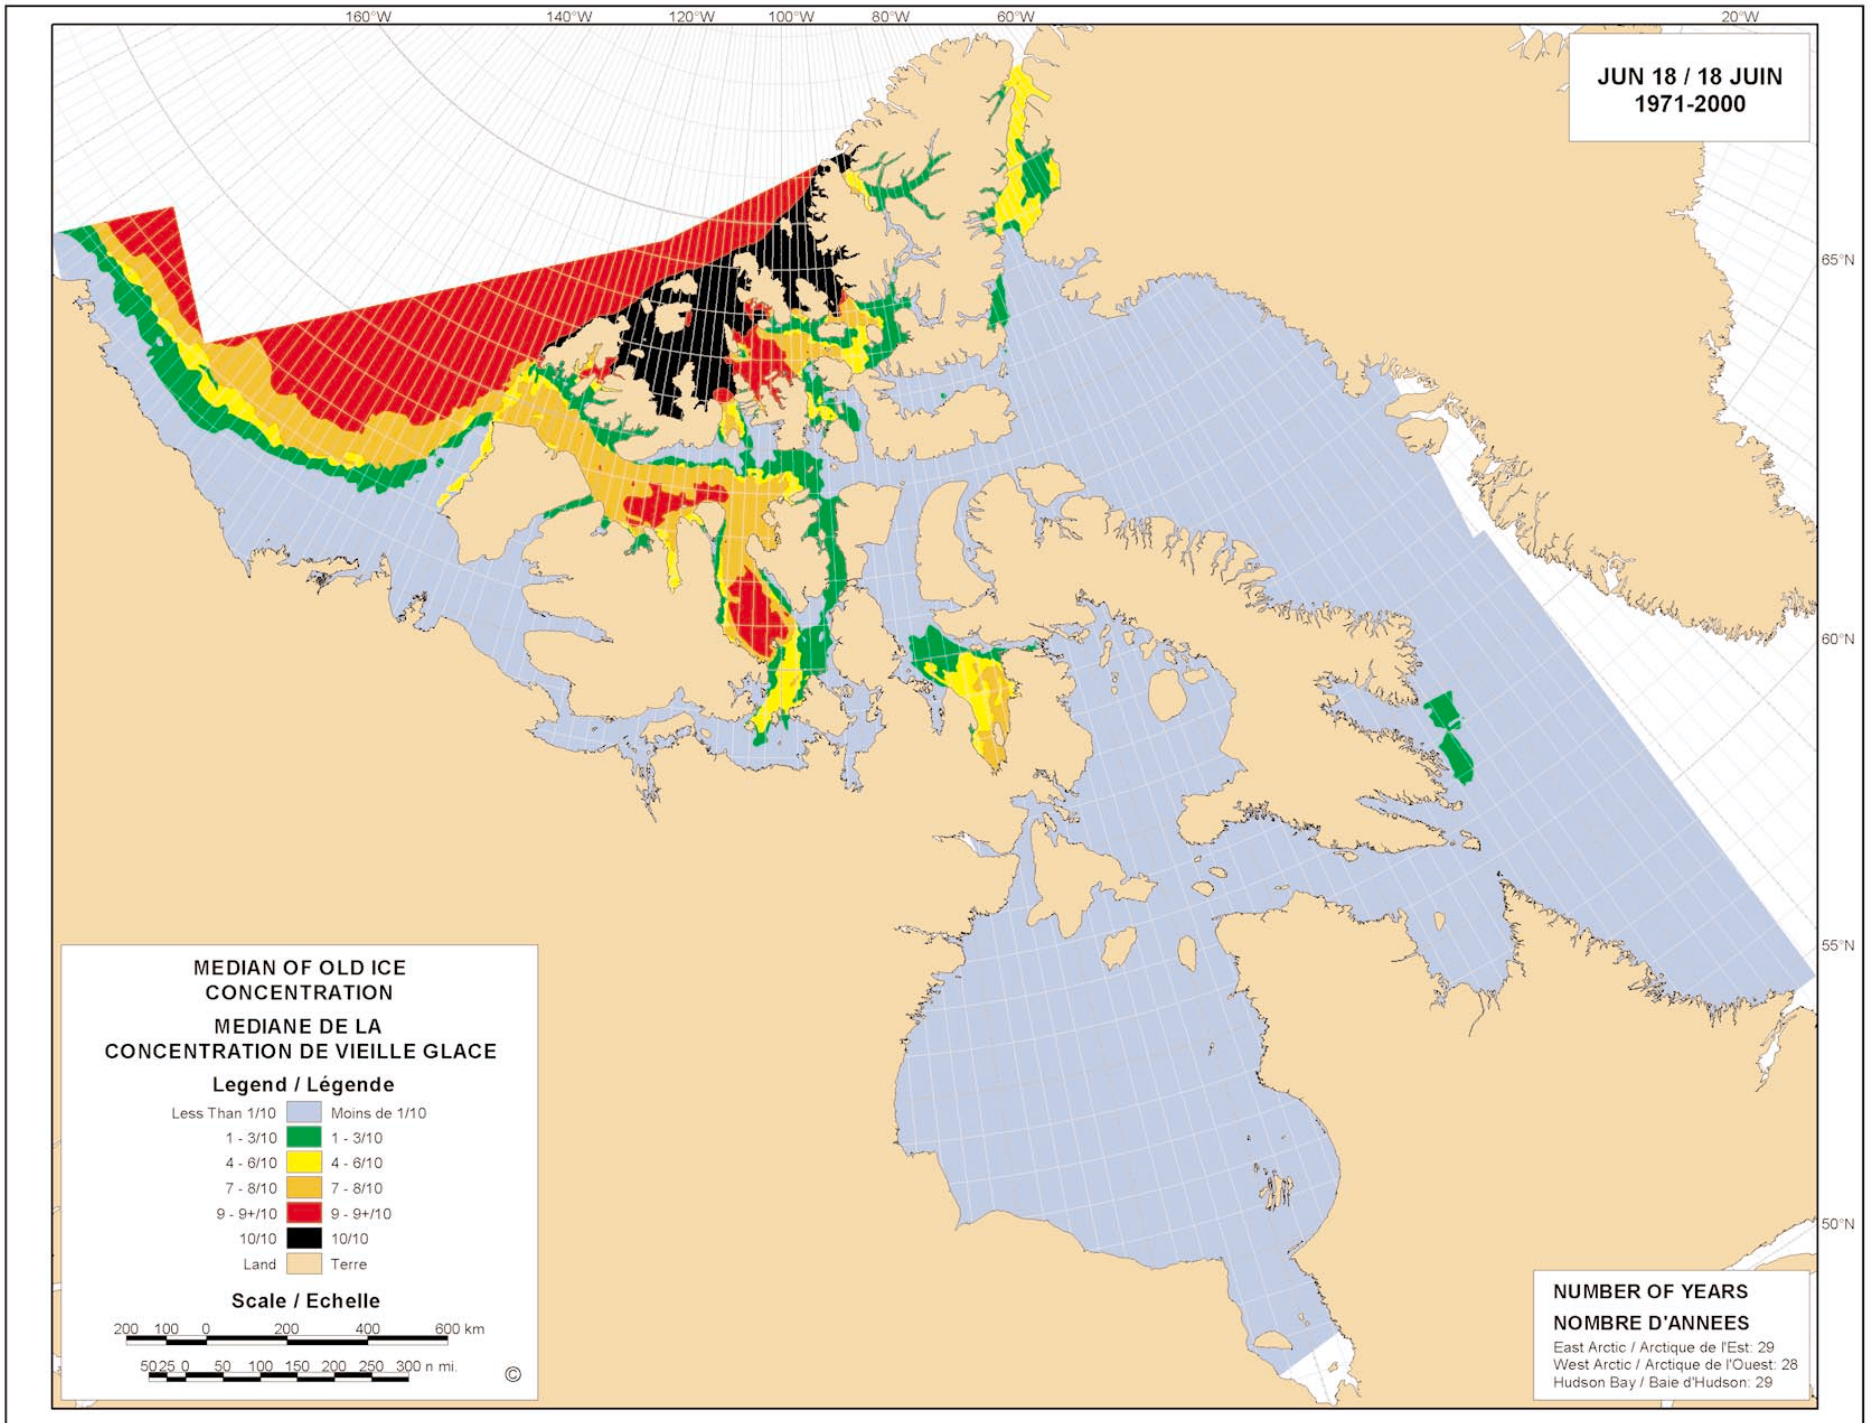 160°W 140°W 120°W 100°W 80°W 60°W 20°W
JUN 18 / 18 JUIN
1971-2000
65°N
60°N
55°N
50°N
MEDIAN OF OLD ICE
CONCENTRATION
MEDIANE DE LA
CONCENTRATION DE VIEILLE GLACE
Legend / Légende
Less Than 1/10 Moins de 1/10
1 - 3/10 1 - 3/10
4 - 6/10 4 - 6/10
7 - 8/10 7 - 8/10
9 - 9+/10 9 - 9+/10
10/10 10/10
Land Terre
Scale / Echelle
200 100 0 200 400 600 km
50 25 0 50 100 150 200 250 300 n mi.
©
NUMBER OF YEARS
NOMBRE D'ANNEES
East Arctic / Arctique de l'Est: 29
West Arctic / Arctique de l'Ouest: 28
Hudson Bay / Baie d'Hudson: 29